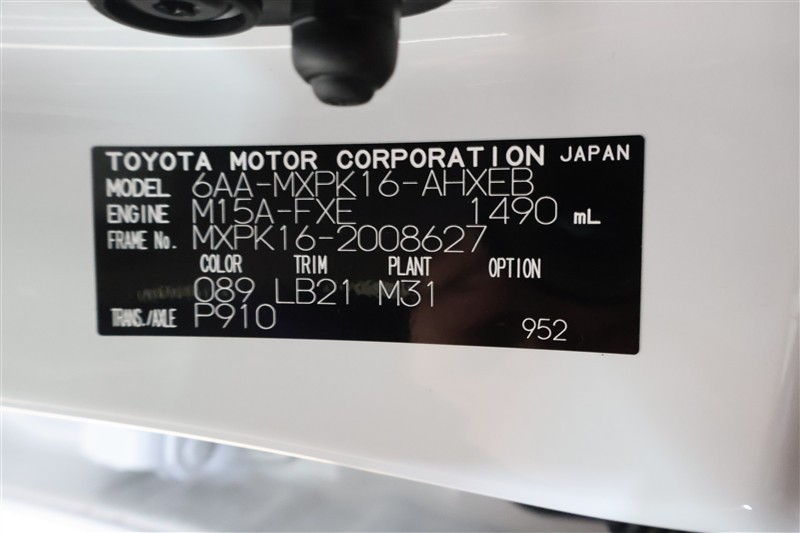 TOYOTA MOTOR CORPORATION JAPAN
MODEL 6AA-MXPK16-AHXEB
ENGINE M15A-FXE 1490 mL
FRAME No. MXPK16-2008627
COLOR TRIM PLANT OPTION
089 LB21 M31
TRANS./AXLE P910
952